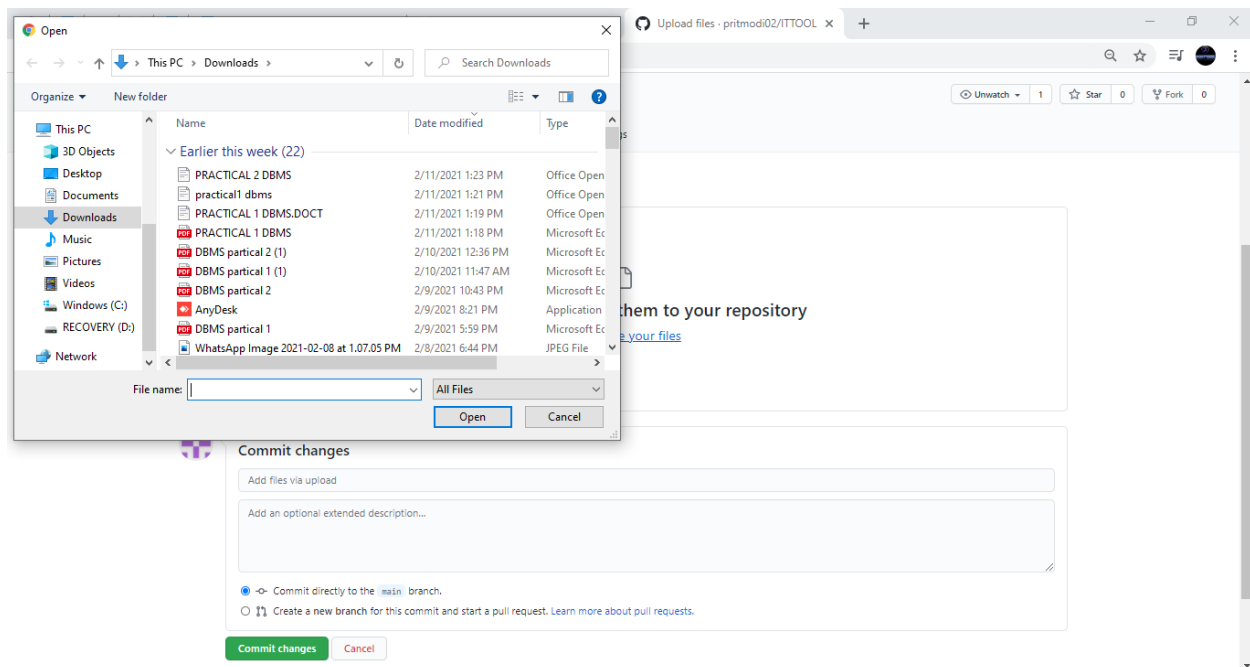 Open
Upload files · pritmodi02/ITTOOL
This PC > Downloads >
Search Downloads
Organize
New folder
Unwatch 1
Star 0
Fork 0
This PC
3D Objects
Desktop
Documents
Downloads
Music
Pictures
Videos
Windows (C:)
RECOVERY (D:)
Network
Name Date modified Type
Earlier this week (22)
PRACTICAL 2 DBMS 2/11/2021 1:23 PM Office Open
practical1 dbms 2/11/2021 1:21 PM Office Open
PRACTICAL 1 DBMS.DOCT 2/11/2021 1:19 PM Office Open
PDF PRACTICAL 1 DBMS 2/11/2021 1:18 PM Microsoft Ec
PDF DBMS partical 2 (1) 2/10/2021 12:36 PM Microsoft Ec
PDF DBMS partical 1 (1) 2/10/2021 11:47 AM Microsoft Ec
PDF DBMS partical 2 2/9/2021 10:43 PM Microsoft Ec
AnyDesk 2/9/2021 8:21 PM Application
PDF DBMS partical 1 2/9/2021 5:59 PM Microsoft Ec
WhatsApp Image 2021-02-08 at 1.07.05 PM 2/8/2021 6:44 PM JPEG File
File name: All Files
Open Cancel
them to your repository
your files
Commit changes
Add files via upload
Add an optional extended description...
Commit directly to the main branch.
Create a new branch for this commit and start a pull request. Learn more about pull requests.
Commit changes Cancel